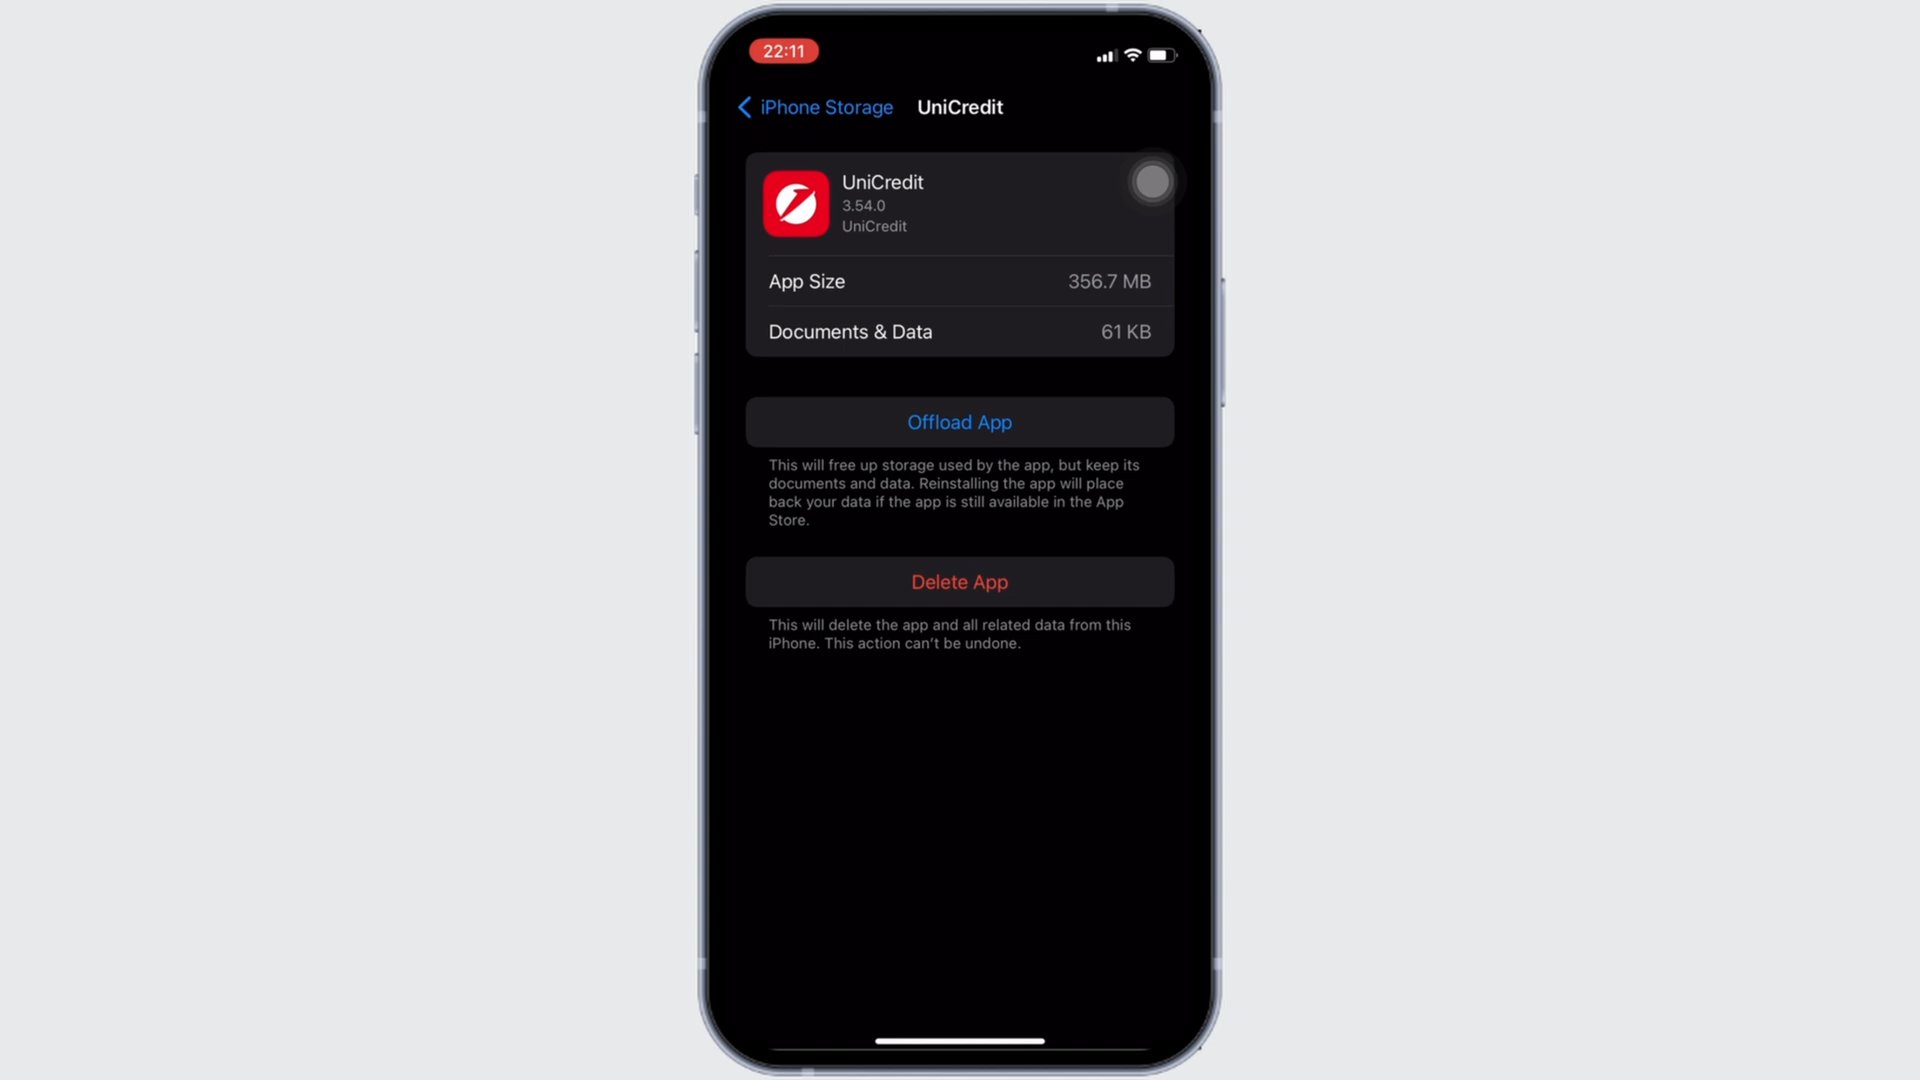 22:11
iPhone Storage UniCredit
UniCredit
3.54.0
UniCredit
App Size 356.7 MB
Documents & Data 61 KB
Offload App
This will free up storage used by the app, but keep its
documents and data. Reinstalling the app will place
back your data if the app is still available in the App
Store.
Delete App
This will delete the app and all related data from this
iPhone. This action can't be undone.